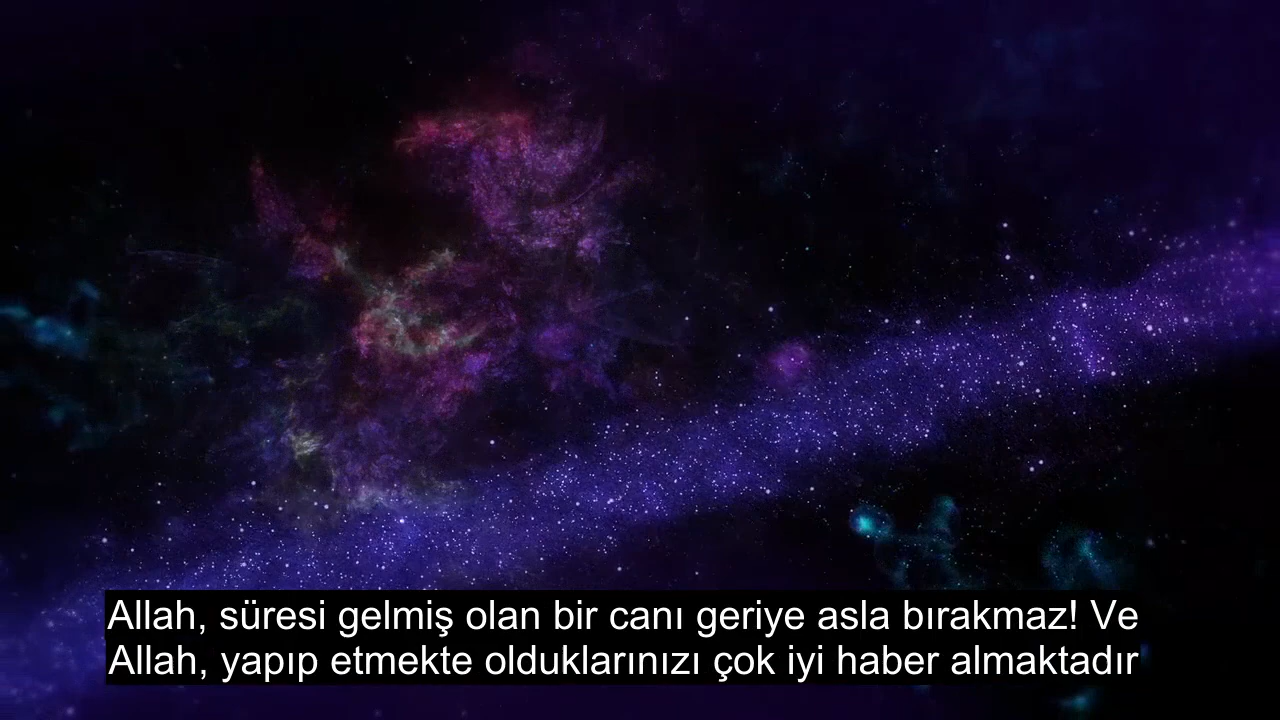 Allah, süresi gelmiş olan bir canı geriye asla bırakmaz! Ve
Allah, yapıp etmekte olduklarınızı çok iyi haber almaktadır